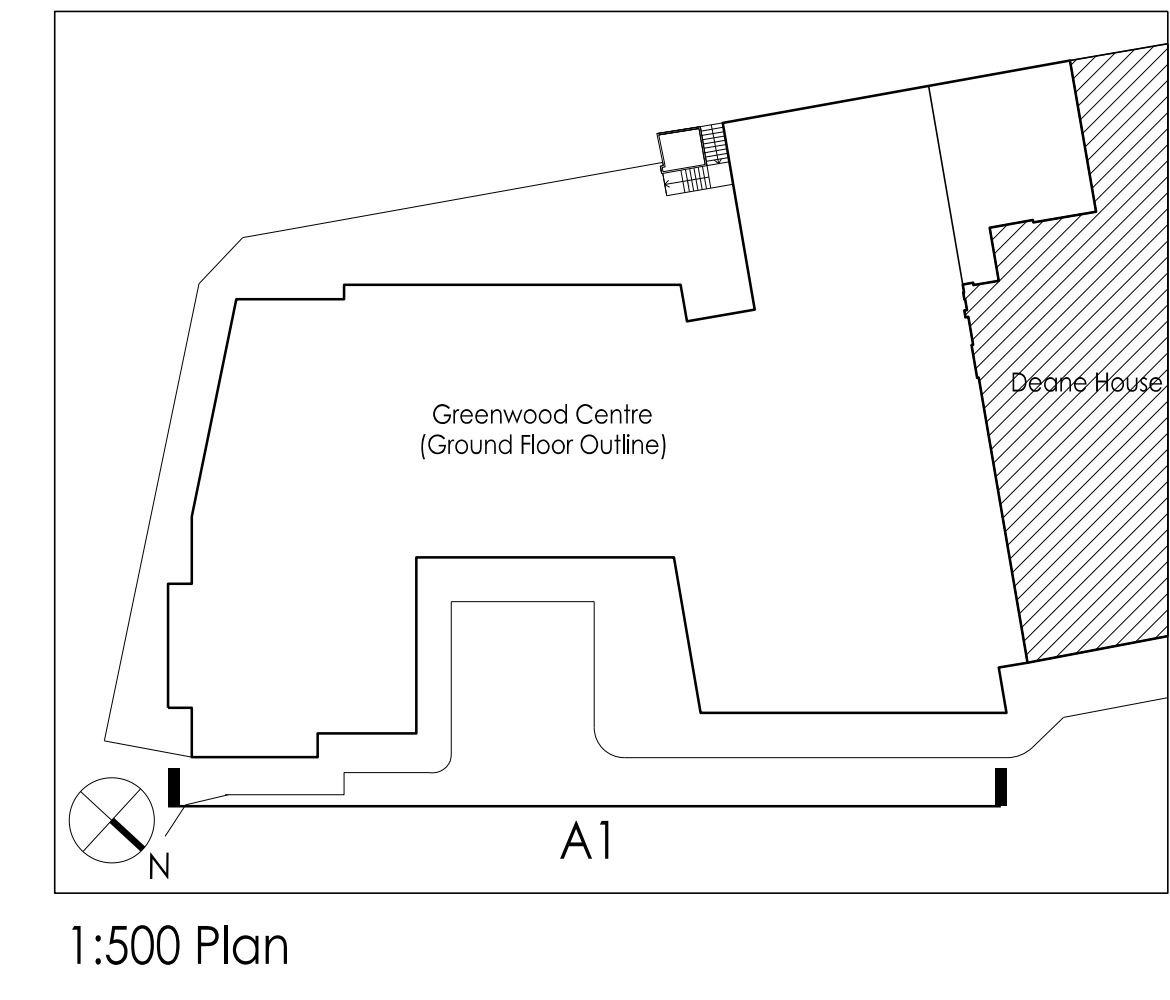 Deane House
Greenwood Centre
(Ground Floor Outline)
A1
N
1:500 Plan